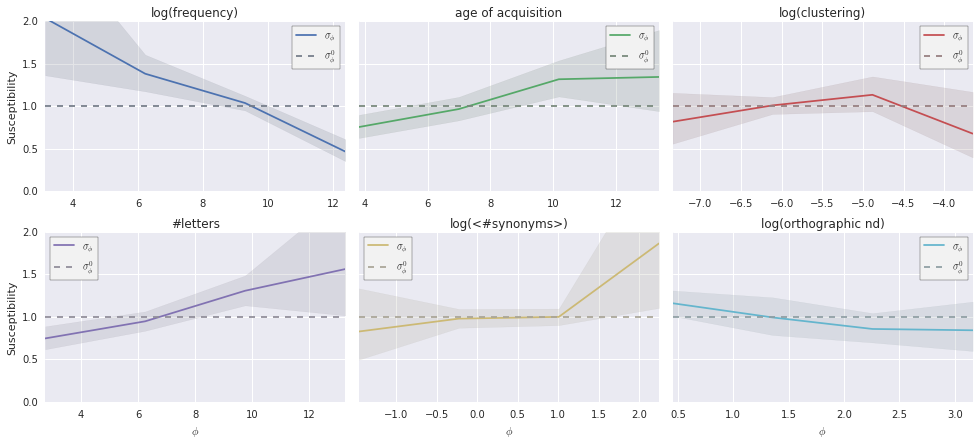 log(frequency)
age of acquisition
log(clustering)
2.0
1.5
1.0
0.5
0.0
Susceptibility
σ_ϕ
σ_ϕ^0
σ_ϕ
σ_ϕ^0
σ_ϕ
σ_ϕ^0
4 6 8 10 12
4 6 8 10 12
−7.0 −6.5 −6.0 −5.5 −5.0 −4.5 −4.0
#letters
log(<#synonyms>)
log(orthographic nd)
2.0
1.5
1.0
0.5
0.0
Susceptibility
σ_ϕ
σ_ϕ^0
σ_ϕ
σ_ϕ^0
σ_ϕ
σ_ϕ^0
4 6 8 10 12
−1.0 −0.5 0.0 0.5 1.0 1.5 2.0
0.5 1.0 1.5 2.0 2.5 3.0
ϕ
ϕ
ϕ